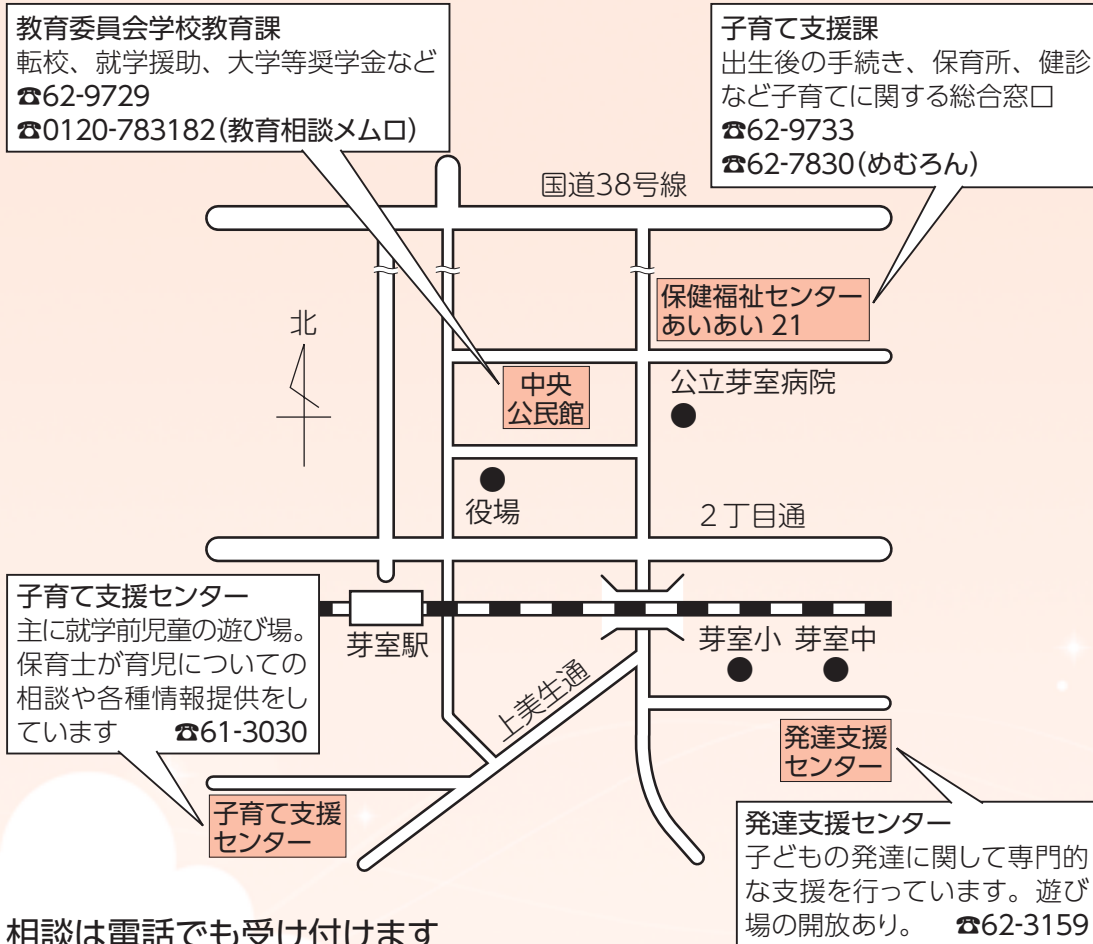 教育委員会学校教育課
転校、就学援助、大学等奨学金など
☎62-9729
☎0120-783182(教育相談メムロ)
子育て支援課
出生後の手続き、保育所、健診
など子育てに関する総合窓口
☎62-9733
☎62-7830(めむろん)
国道38号線
保健福祉センター
あいあい 21
北
中央
公民館
公立芽室病院
役場
2丁目通
子育て支援センター
主に就学前児童の遊び場。
保育士が育児についての
相談や各種情報提供をし
ています ☎61-3030
芽室駅
芽室小 芽室中
上美生通
発達支援
センター
子育て支援
センター
発達支援センター
子どもの発達に関して専門的
な支援を行っています。遊び
場の開放あり。 ☎62-3159
相談は電話でも受け付けます